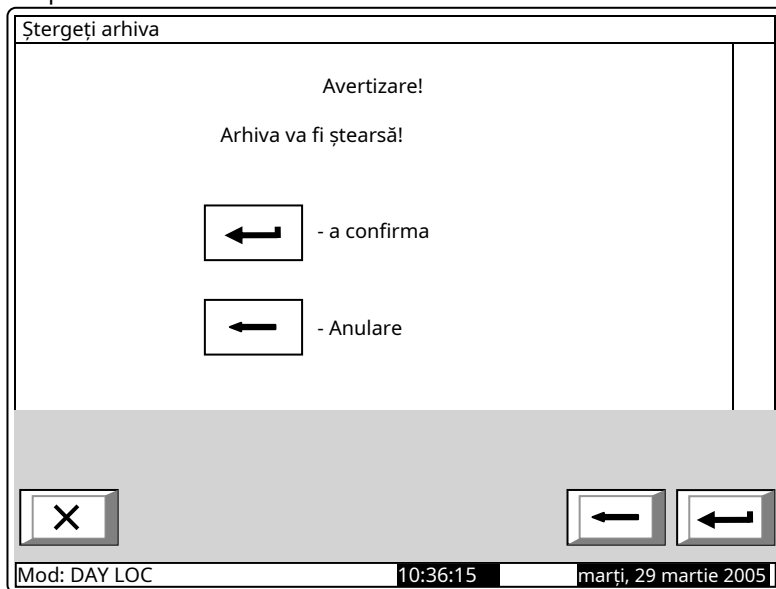 Ștergeți arhiva
Avertizare!
Arhiva va fi ștearsă!
- a confirma
- Anulare
Mod: DAY LOC 10:36:15 marți, 29 martie 2005